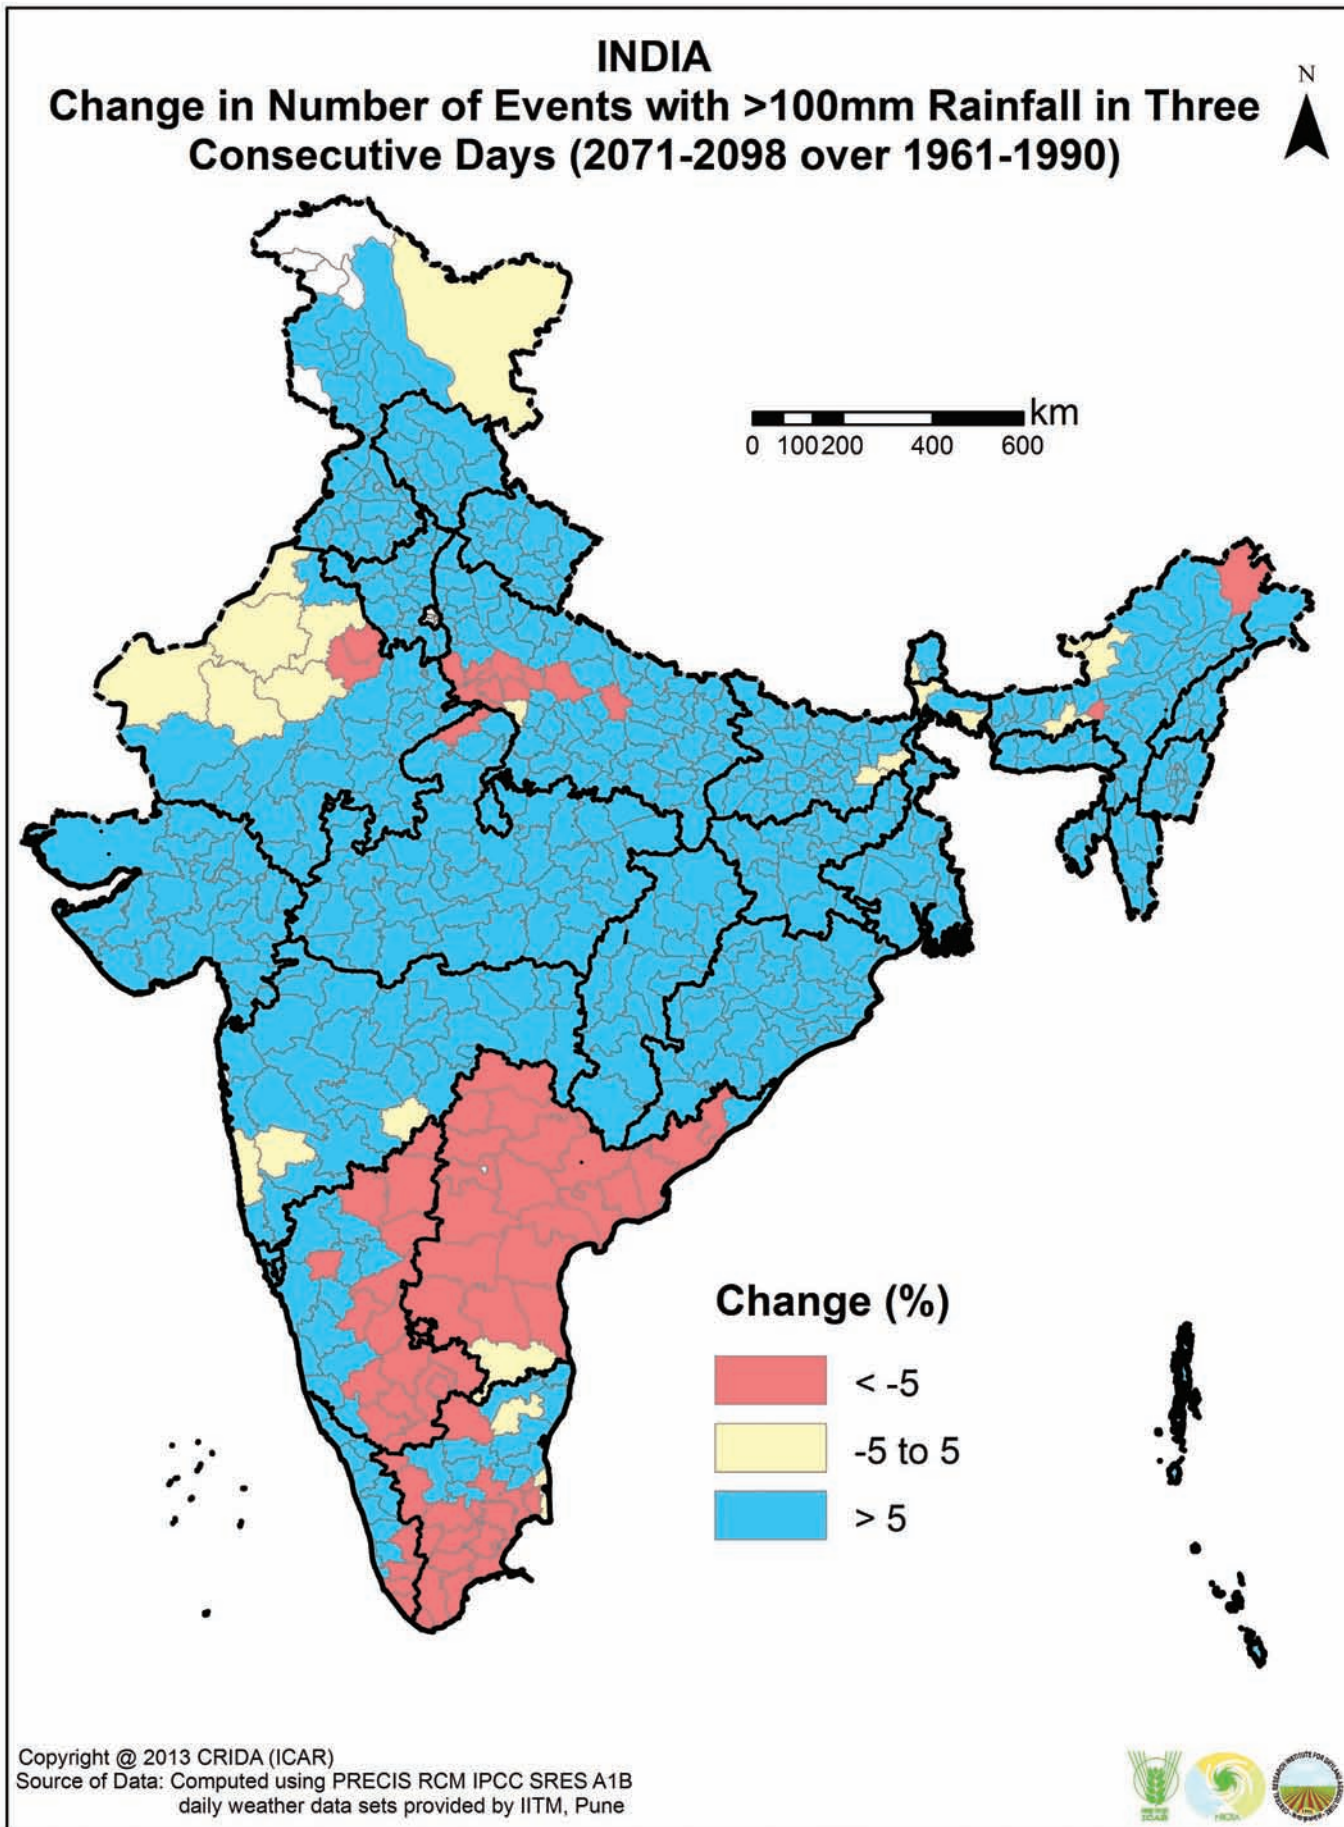 INDIA
Change in Number of Events with >100mm Rainfall in Three
Consecutive Days (2071-2098 over 1961-1990)
N
km
0 100 200 400 600
Change (%)
< -5
-5 to 5
> 5
Copyright @ 2013 CRIDA (ICAR)
Source of Data: Computed using PRECIS RCM IPCC SRES A1B
daily weather data sets provided by IITM, Pune